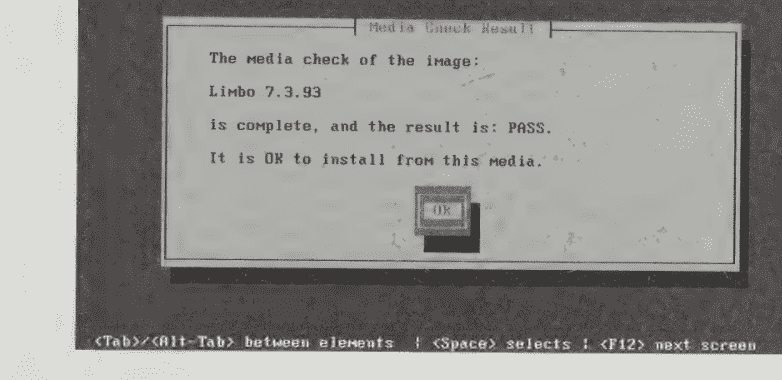 Media Check Result
The media check of the image:
Limbo 7.3.93
is complete, and the result is: PASS.
It is OK to install from this media.
OK
<Tab>/<Alt-Tab> between elements | <Space> selects | <F12> next screen